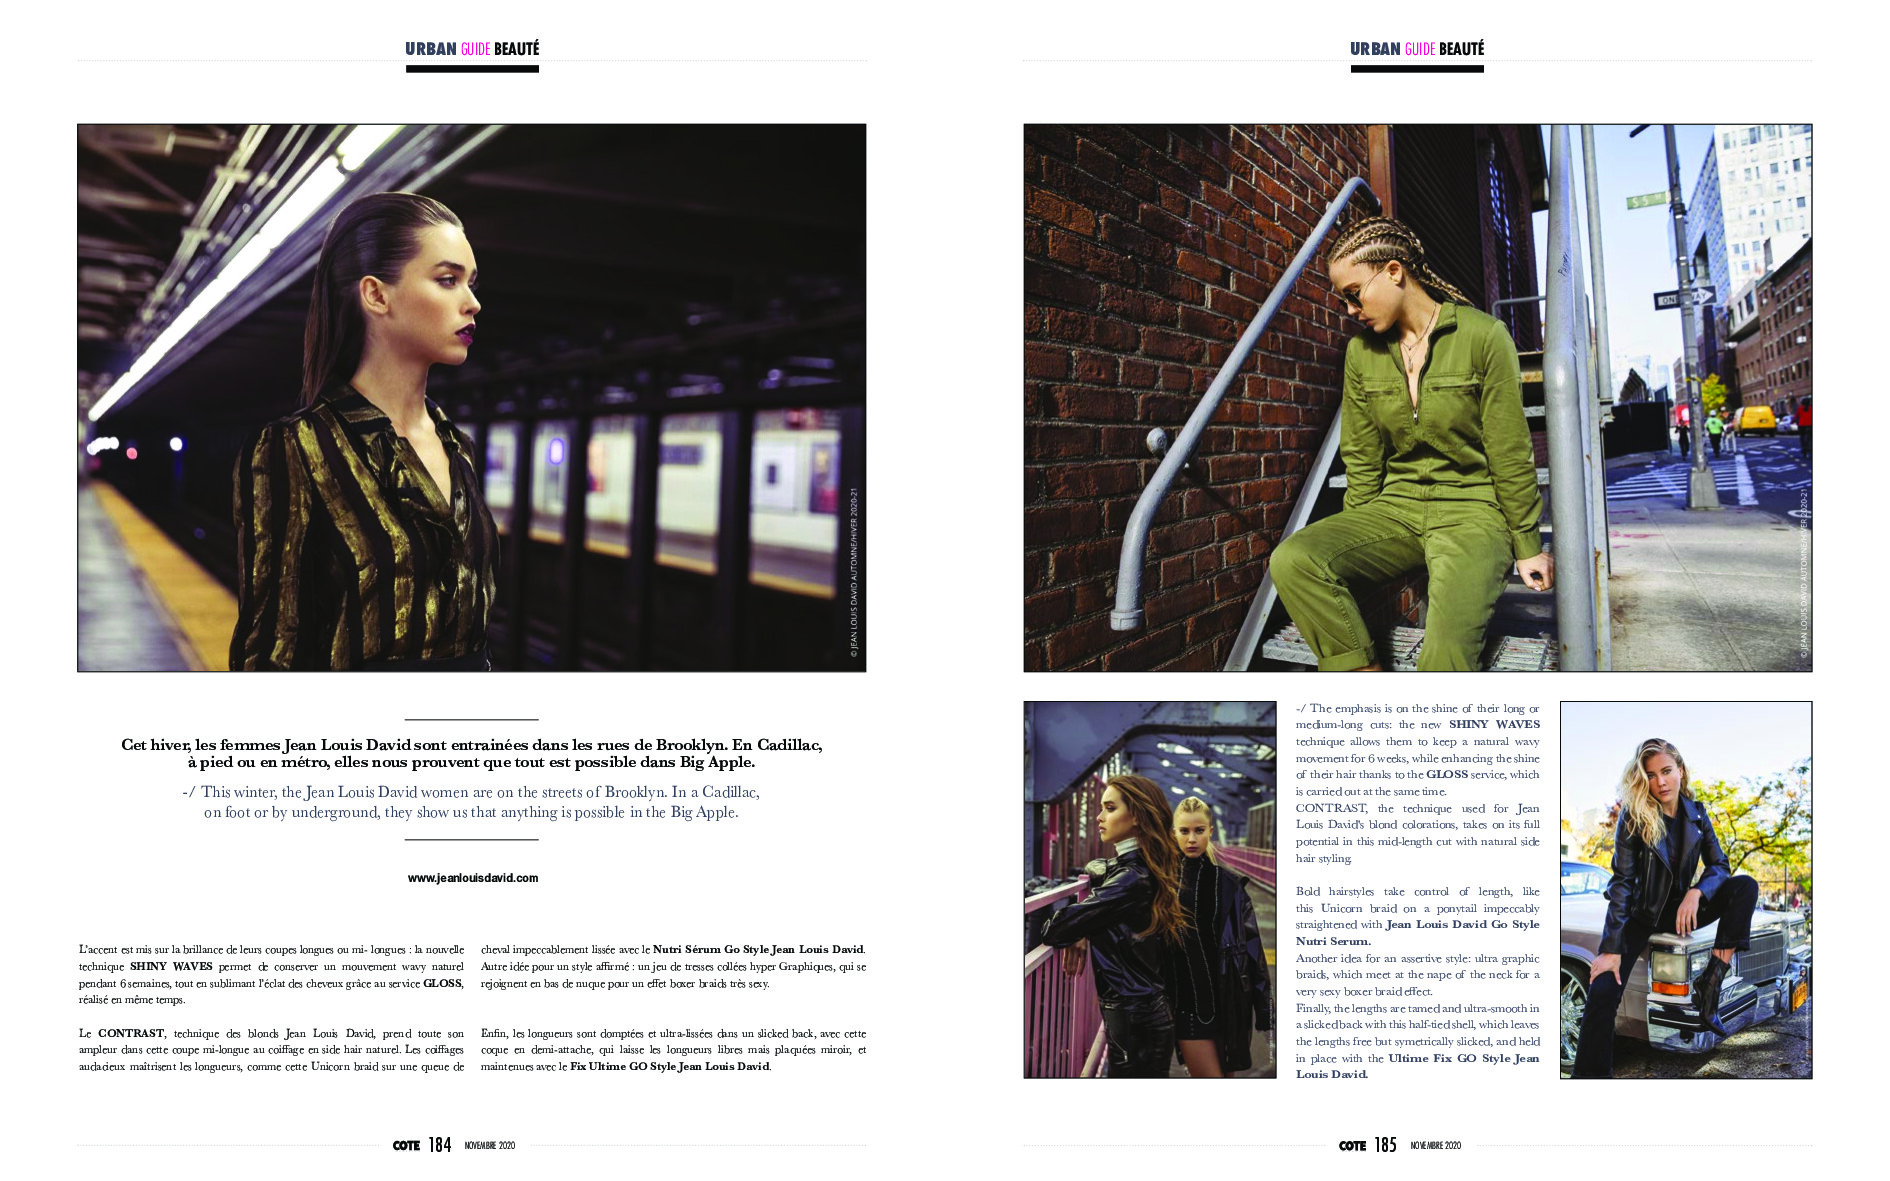 URBAN GUIDE BEAUTÉ
© JEAN LOUIS DAVID AUTOMNE/HIVER 2020-21
Cet hiver, les femmes Jean Louis David sont entrainées dans les rues de Brooklyn. En Cadillac,
à pied ou en métro, elles nous prouvent que tout est possible dans Big Apple.
-/ This winter, the Jean Louis David women are on the streets of Brooklyn. In a Cadillac,
on foot or by underground, they show us that anything is possible in the Big Apple.
www.jeanlouisdavid.com
L'accent est mis sur la brillance de leurs coupes longues ou mi- longues : la nouvelle
technique SHINY WAVES permet de conserver un mouvement wavy naturel
pendant 6 semaines, tout en sublimant l'éclat des cheveux grâce au service GLOSS,
réalisé en même temps.
Le CONTRAST, technique des blonds Jean Louis David, prend toute son
ampleur dans cette coupe mi-longue au coiffage en side hair naturel. Les coiffages
audacieux maîtrisent les longueurs, comme cette Unicorn braid sur une queue de
cheval impeccablement lissée avec le Nutri Sérum Go Style Jean Louis David.
Autre idée pour un style affirmé : un jeu de tresses collées hyper Graphiques, qui se
rejoignent en bas de nuque pour un effet boxer braids très sexy.
Enfin, les longueurs sont domptées et ultra-lissées dans un slicked back, avec cette
coque en demi-attache, qui laisse les longueurs libres mais plaquées miroir, et
maintenues avec le Fix Ultime GO Style Jean Louis David.
COTE 184 NOVEMBRE 2020
URBAN GUIDE BEAUTÉ
ONE WAY
© JEAN LOUIS DAVID AUTOMNE/HIVER 2020-21
-/ The emphasis is on the shine of their long or
medium-long cuts: the new SHINY WAVES
technique allows them to keep a natural wavy
movement for 6 weeks, while enhancing the shine
of their hair thanks to the GLOSS service, which
is carried out at the same time.
CONTRAST, the technique used for Jean
Louis David's blond colorations, takes on its full
potential in this mid-length cut with natural side
hair styling.
Bold hairstyles take control of length, like
this Unicorn braid on a ponytail impeccably
straightened with Jean Louis David Go Style
Nutri Serum.
Another idea for an assertive style: ultra graphic
braids, which meet at the nape of the neck for a
very sexy boxer braid effect.
Finally, the lengths are tamed and ultra-smooth in
a slicked back with this half-tied shell, which leaves
the lengths free but symetrically slicked, and held
in place with the Ultime Fix GO Style Jean
Louis David.
COTE 185 NOVEMBRE 2020